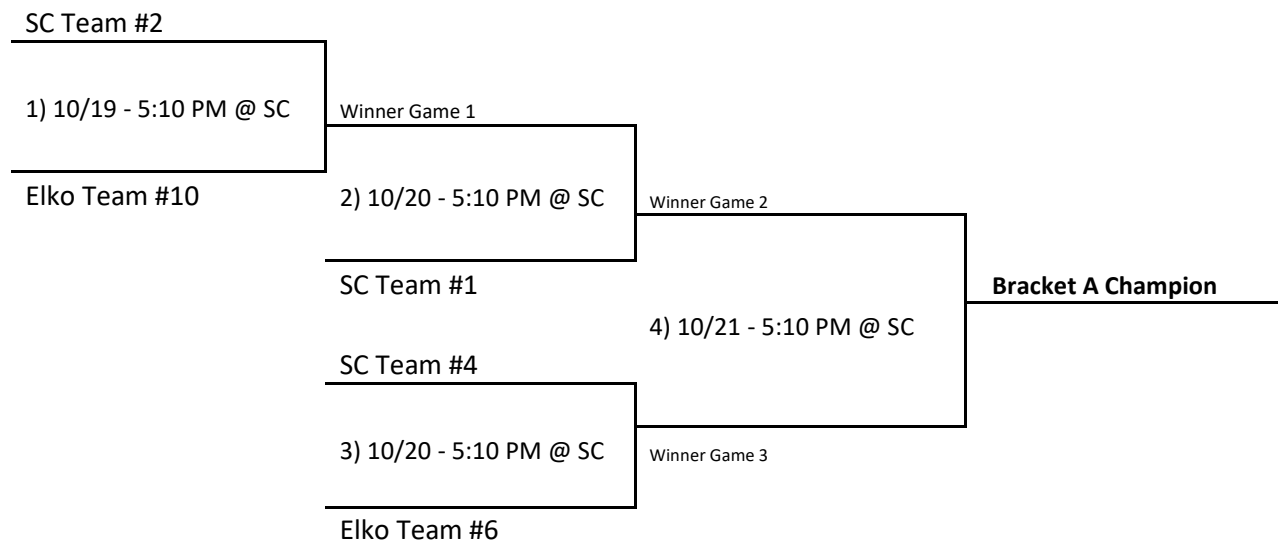 SC Team #2
1) 10/19 - 5:10 PM @ SC
Winner Game 1
Elko Team #10
2) 10/20 - 5:10 PM @ SC
Winner Game 2
SC Team #1
Bracket A Champion
4) 10/21 - 5:10 PM @ SC
SC Team #4
3) 10/20 - 5:10 PM @ SC
Winner Game 3
Elko Team #6